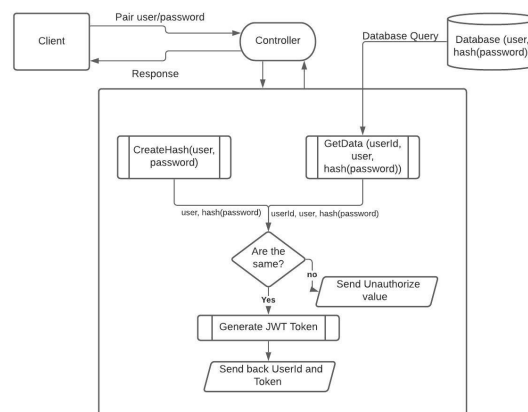 Pair user/password
Client
Controller
Database Query
Database (user,
hash(password)
Response
CreateHash(user,
password)
GetData (userId,
user,
hash(password))
user, hash(password)
userId, user, hash(password)
Are the
same?
no
Send Unauthorize
value
Yes
Generate JWT Token
Send back UserId and
Token